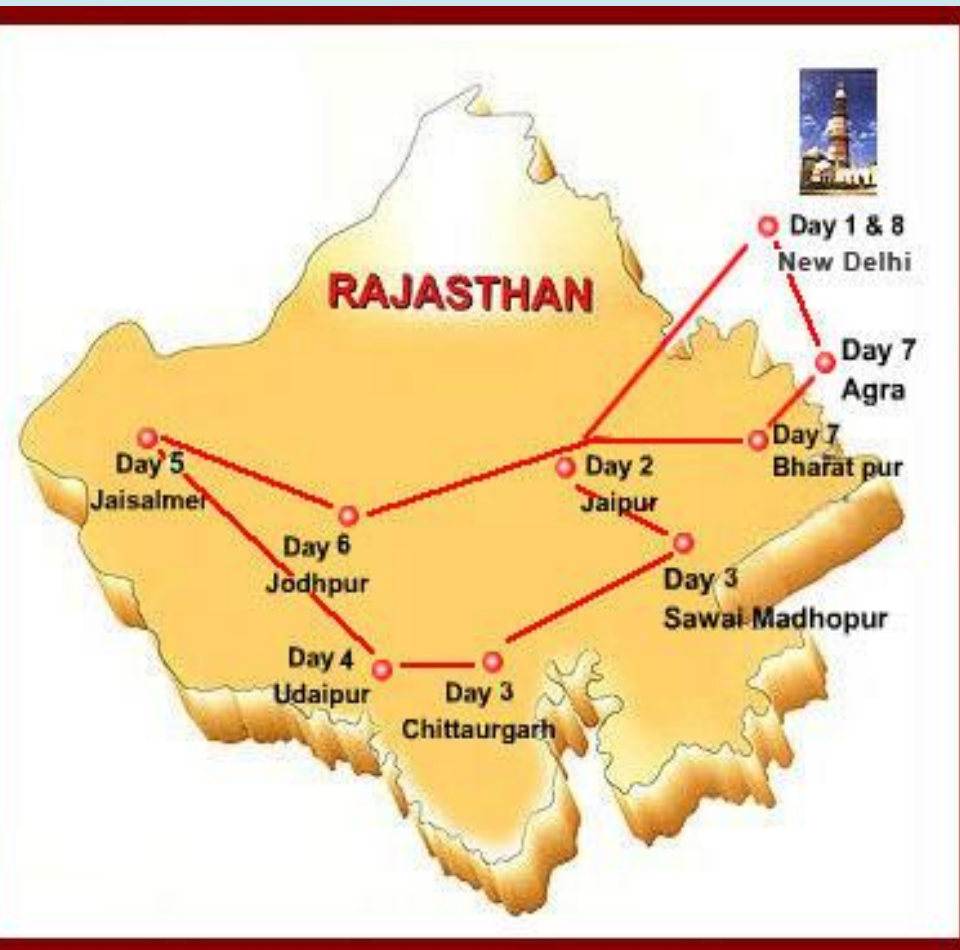 Day 1 & 8
New Delhi
RAJASTHAN
Day 7
Agra
Day 7
Bharat pur
Day 5
Jaisalmer
Day 2
Jaipur
Day 6
Jodhpur
Day 3
Sawai Madhopur
Day 4
Udaipur
Day 3
Chittaurgarh